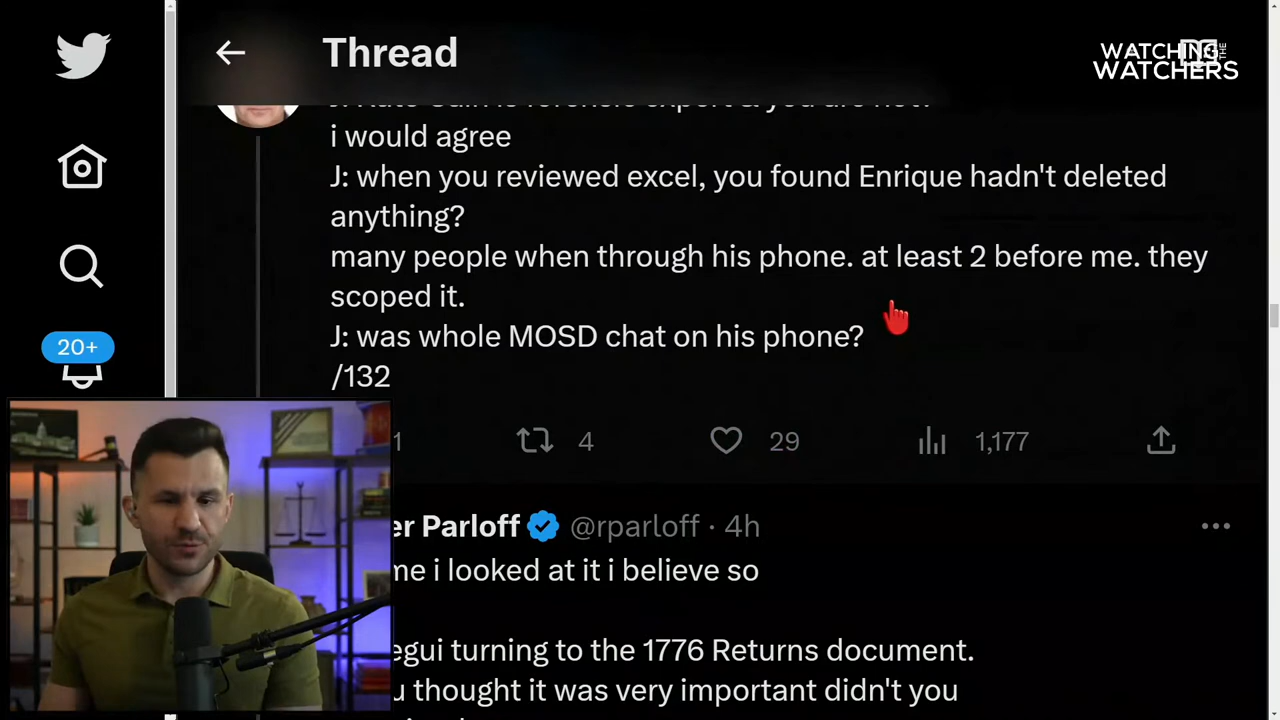 Thread
WATCHING THE
WATCHERS
i would agree
J: when you reviewed excel, you found Enrique hadn't deleted
anything?
many people when through his phone. at least 2 before me. they
scoped it.
J: was whole MOSD chat on his phone?
/132
20+
1
4
29
1,177
er Parloff @rparloff · 4h
me i looked at it i believe so
egui turning to the 1776 Returns document.
u thought it was very important didn't you